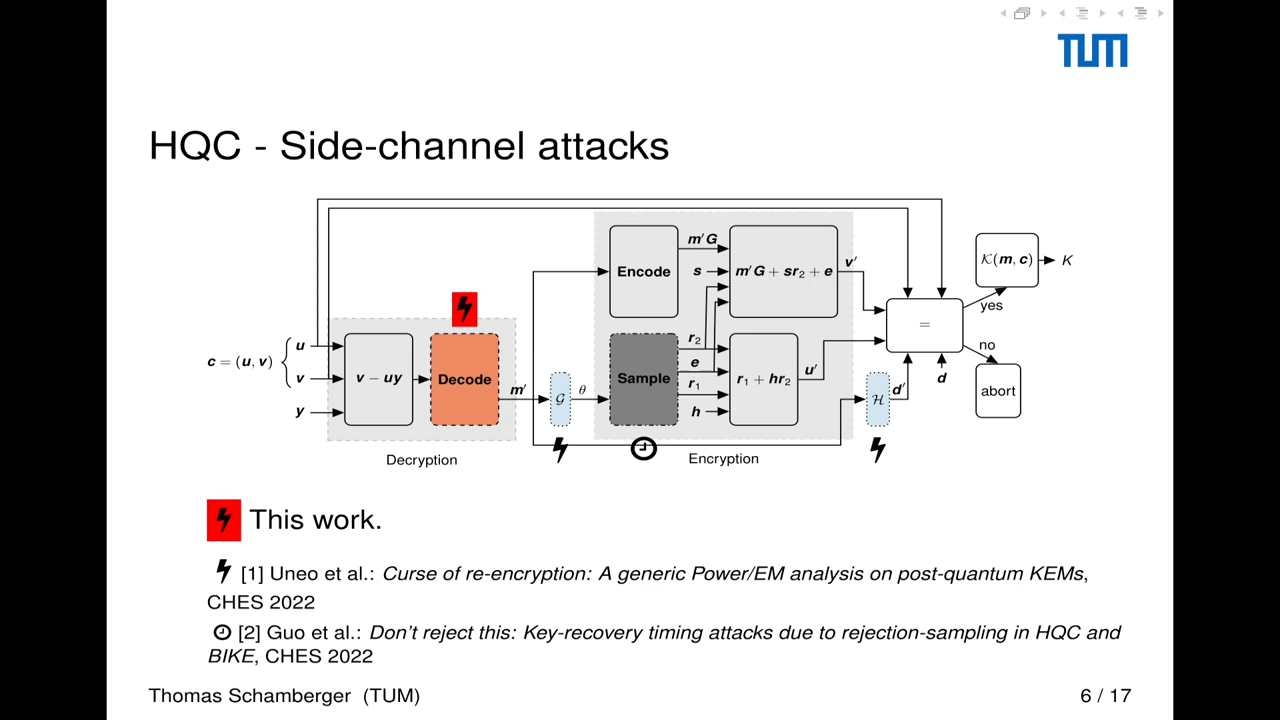 TUM
HQC - Side-channel attacks
m′G
v′
Encode
s
m′G + sr₂ + e
K(m, c)
K
yes
=
no
u
c = (u, v)
v
y
v − uy
Decode
m′
G
θ
Sample
r₂
e
r₁
h
r₁ + hr₂
u′
H
d′
d
abort
Decryption
Encryption
This work.
[1] Uneo et al.: Curse of re-encryption: A generic Power/EM analysis on post-quantum KEMs,
CHES 2022
[2] Guo et al.: Don't reject this: Key-recovery timing attacks due to rejection-sampling in HQC and
BIKE, CHES 2022
Thomas Schamberger (TUM)
6 / 17